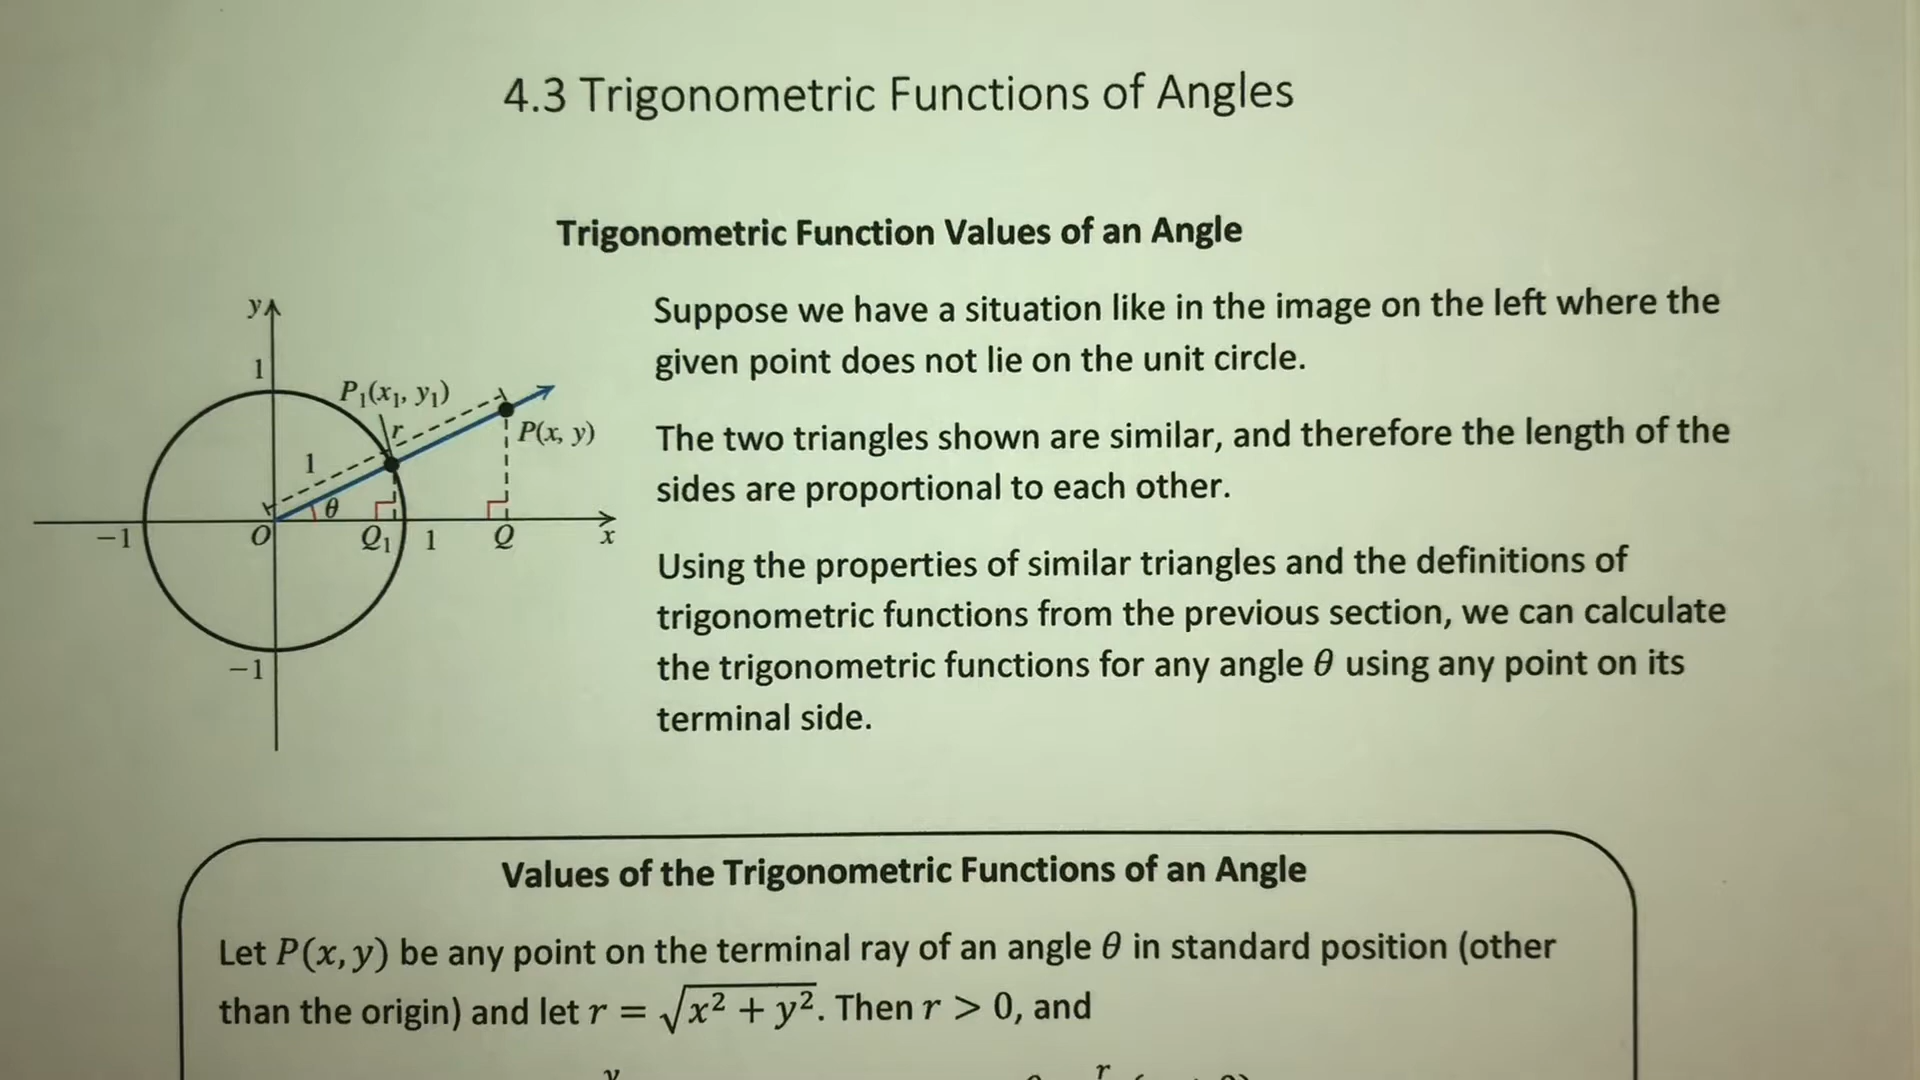 4.3 Trigonometric Functions of Angles
Trigonometric Function Values of an Angle
y
1
P₁(x₁, y₁)
r
P(x, y)
1
θ
−1
O
Q₁
1
Q
x
−1
Suppose we have a situation like in the image on the left where the
given point does not lie on the unit circle.
The two triangles shown are similar, and therefore the length of the
sides are proportional to each other.
Using the properties of similar triangles and the definitions of
trigonometric functions from the previous section, we can calculate
the trigonometric functions for any angle θ using any point on its
terminal side.
Values of the Trigonometric Functions of an Angle
Let P(x, y) be any point on the terminal ray of an angle θ in standard position (other
than the origin) and let r = √x² + y². Then r > 0, and
y r